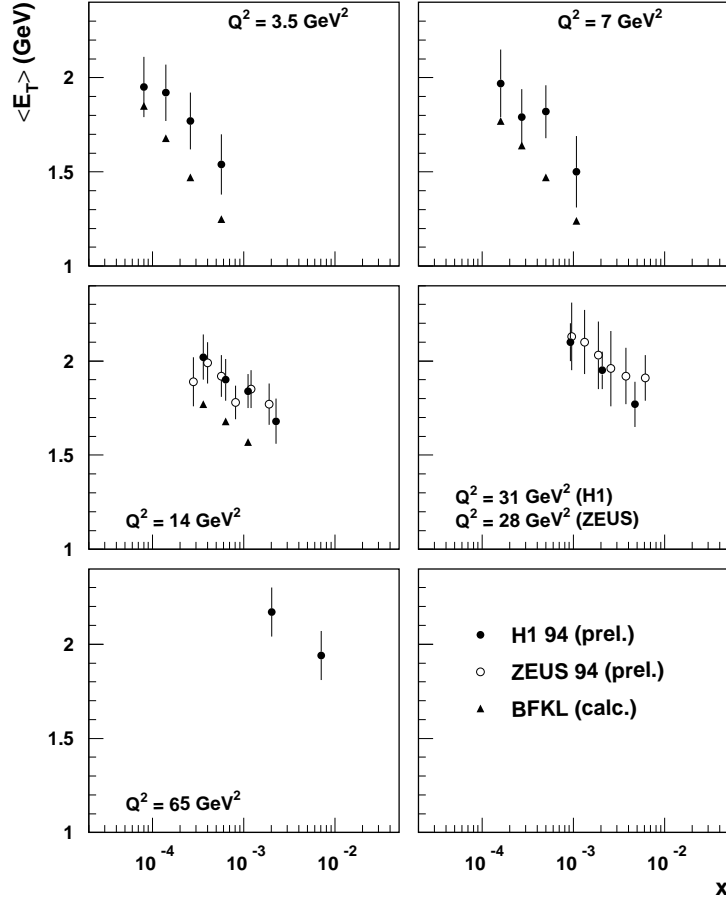 Q² = 3.5 GeV²
Q² = 7 GeV²
<E_T> (GeV)
2
1.5
1
2
1.5
1
Q² = 14 GeV²
Q² = 31 GeV² (H1)
Q² = 28 GeV² (ZEUS)
2
1.5
1
Q² = 65 GeV²
H1 94 (prel.)
ZEUS 94 (prel.)
BFKL (calc.)
10⁻⁴ 10⁻³ 10⁻² 10⁻⁴ 10⁻³ 10⁻²
x